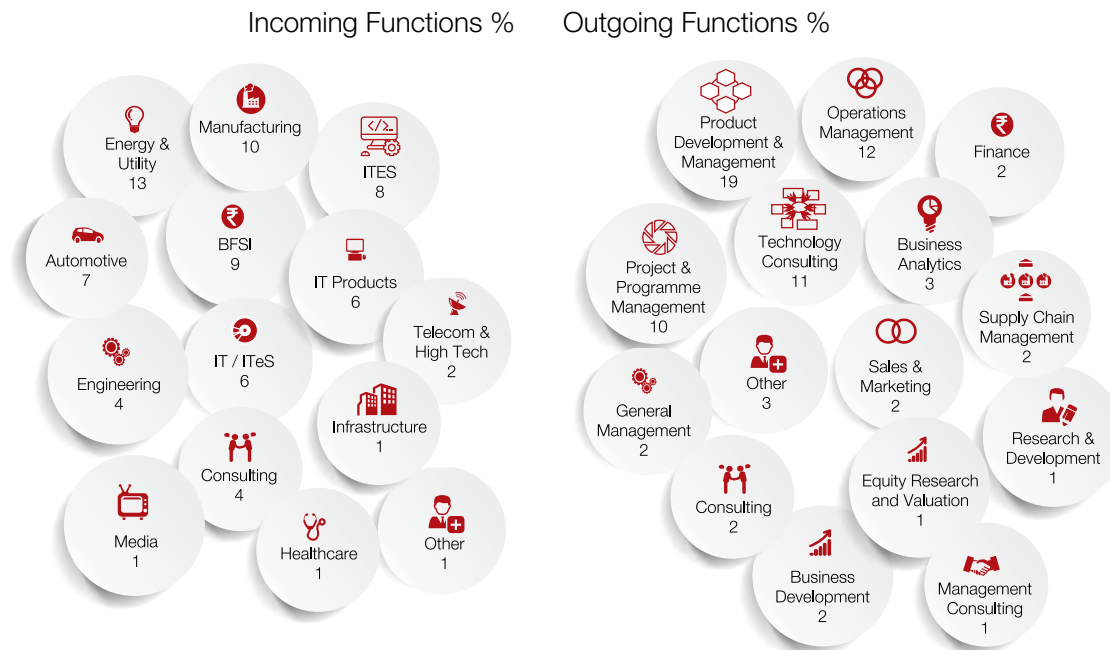 Incoming Functions %
Energy &
Utility
13
Manufacturing
10
</>_
ITES
8
Automotive
7
BFSI
9
IT Products
6
Telecom &
High Tech
2
Engineering
4
IT / ITeS
6
Infrastructure
1
Consulting
4
Media
1
Healthcare
1
Other
1
Outgoing Functions %
Product
Development &
Management
19
Operations
Management
12
Finance
2
Technology
Consulting
11
Business
Analytics
3
Project &
Programme
Management
10
Supply Chain
Management
2
Other
3
Sales &
Marketing
2
General
Management
2
Research &
Development
1
Consulting
2
Equity Research
and Valuation
1
Business
Development
2
Management
Consulting
1